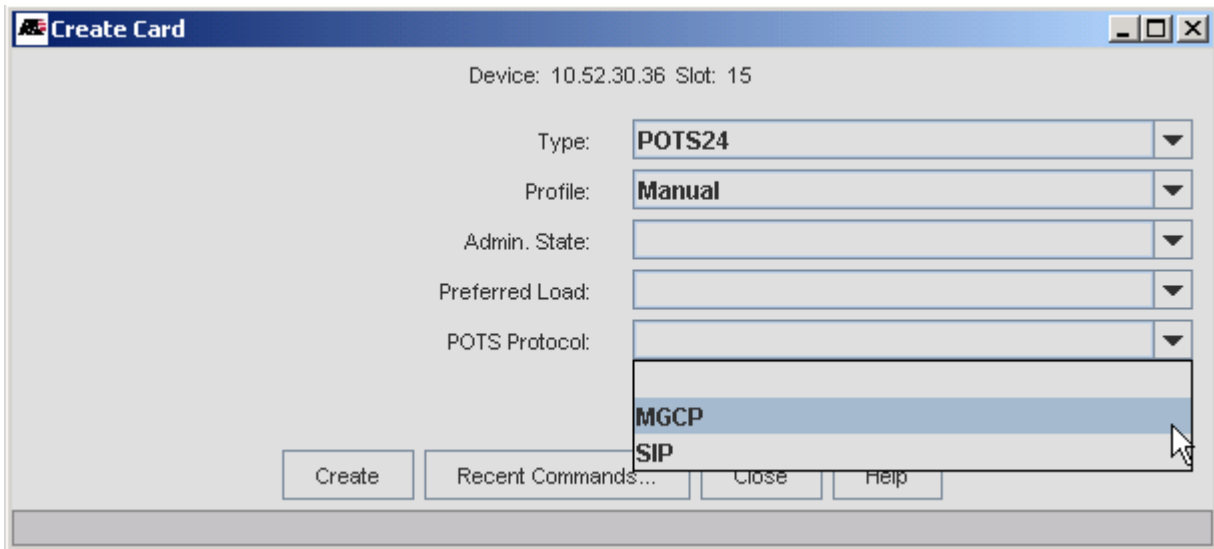 Create Card
Device: 10.52.30.36 Slot: 15
Type: POTS24
Profile: Manual
Admin. State:
Preferred Load:
POTS Protocol:
MGCP
SIP
Create Recent Commands... Close Help